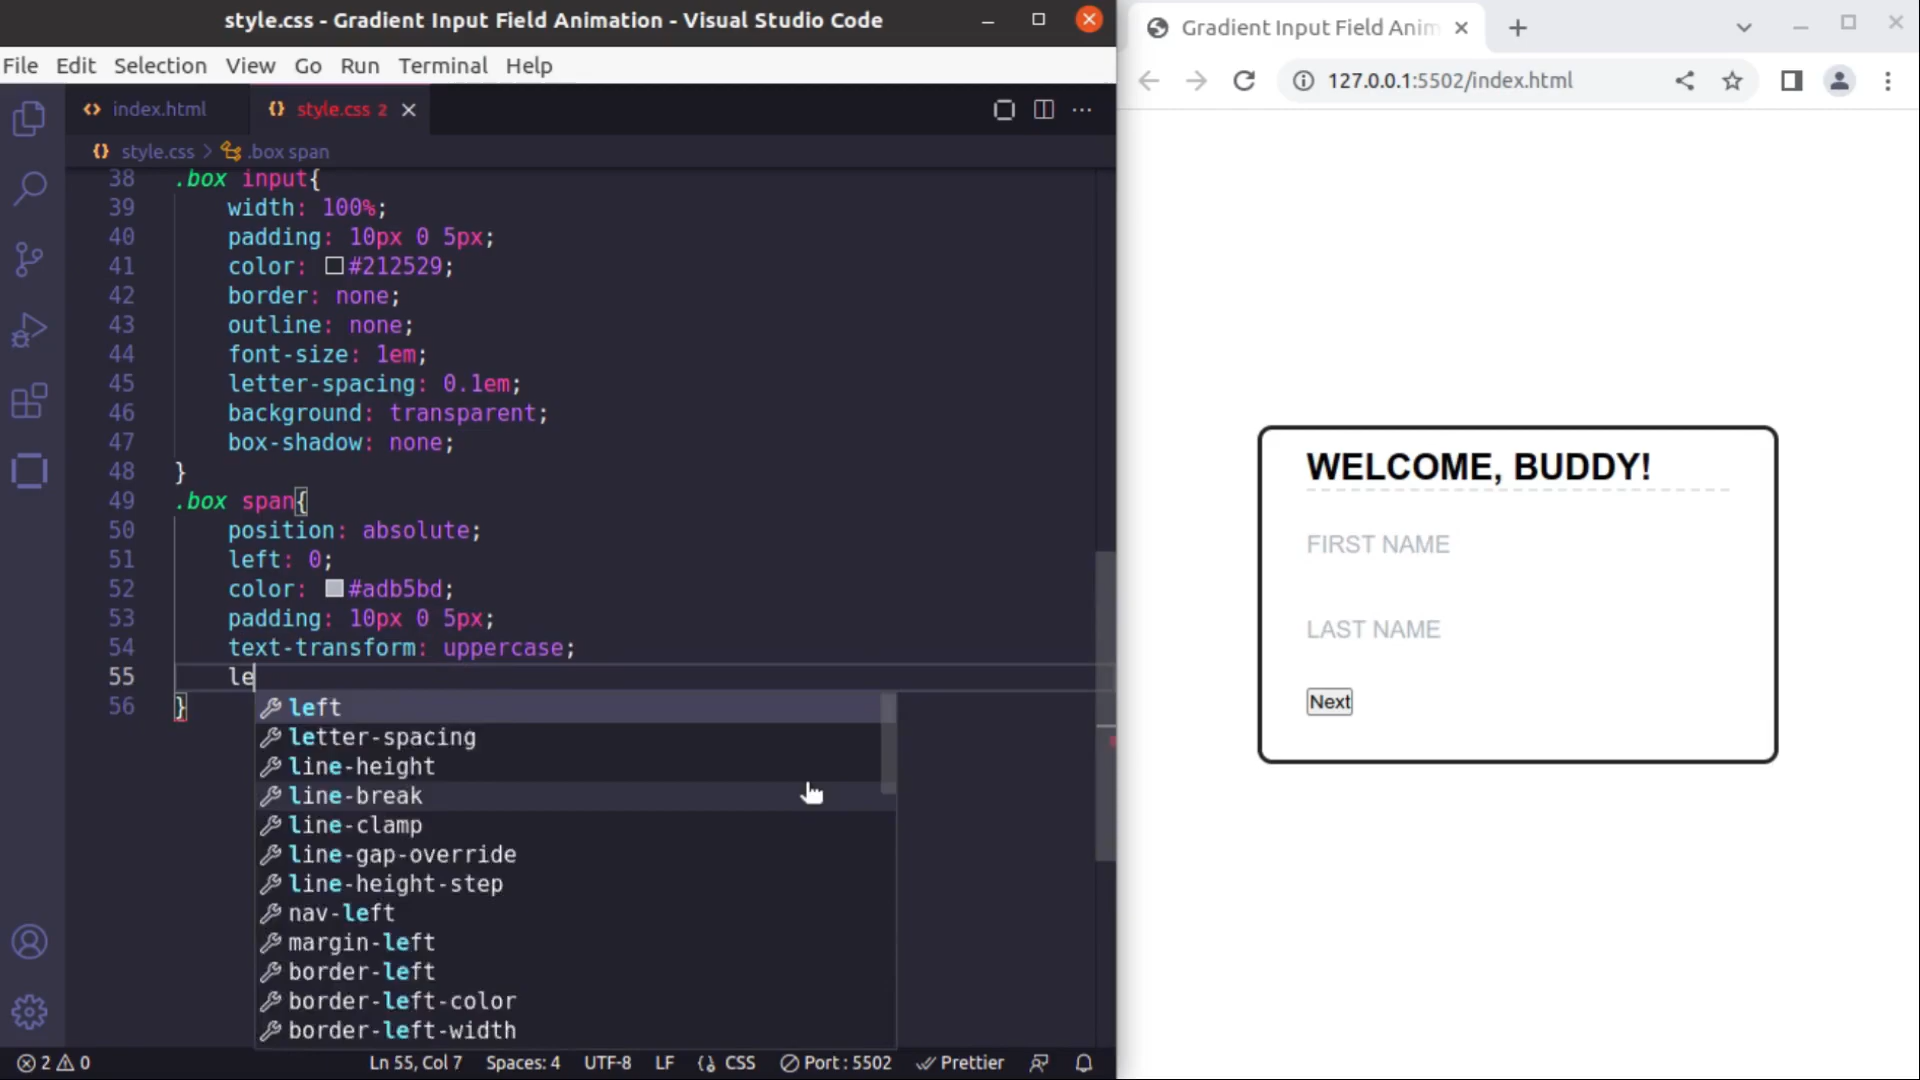 style.css - Gradient Input Field Animation - Visual Studio Code
File Edit Selection View Go Run Terminal Help
index.html
style.css 2
style.css > .box span
38 .box input{
39 width: 100%;
40 padding: 10px 0 5px;
41 color: #212529;
42 border: none;
43 outline: none;
44 font-size: 1em;
45 letter-spacing: 0.1em;
46 background: transparent;
47 box-shadow: none;
48 }
49 .box span{
50 position: absolute;
51 left: 0;
52 color: #adb5bd;
53 padding: 10px 0 5px;
54 text-transform: uppercase;
55 le
56 }
left
letter-spacing
line-height
line-break
line-clamp
line-gap-override
line-height-step
nav-left
margin-left
border-left
border-left-color
border-left-width
2 0 Ln 55, Col 7 Spaces: 4 UTF-8 LF CSS Port : 5502 Prettier
Gradient Input Field Anim
127.0.0.1:5502/index.html
WELCOME, BUDDY!
FIRST NAME
LAST NAME
Next